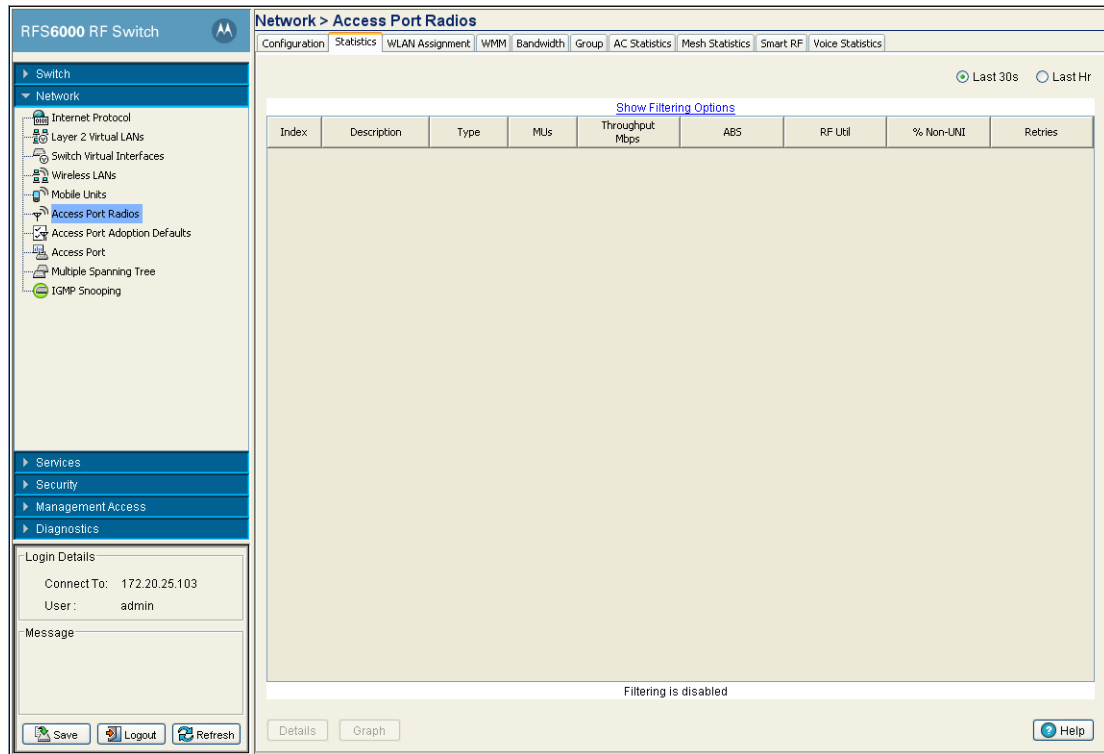 RFS6000 RF Switch
Network > Access Port Radios
Configuration Statistics WLAN Assignment WMM Bandwidth Group AC Statistics Mesh Statistics Smart RF Voice Statistics
Switch
Network
Internet Protocol
Layer 2 Virtual LANs
Switch Virtual Interfaces
Wireless LANs
Mobile Units
Access Port Radios
Access Port Adoption Defaults
Access Port
Multiple Spanning Tree
IGMP Snooping
Services
Security
Management Access
Diagnostics
Login Details
Connect To: 172.20.25.103
User : admin
Message
Save Logout Refresh
Last 30s Last Hr
Show Filtering Options
Index Description Type MUs Throughput Mbps ABS RF Util % Non-UNI Retries
Filtering is disabled
Details Graph Help